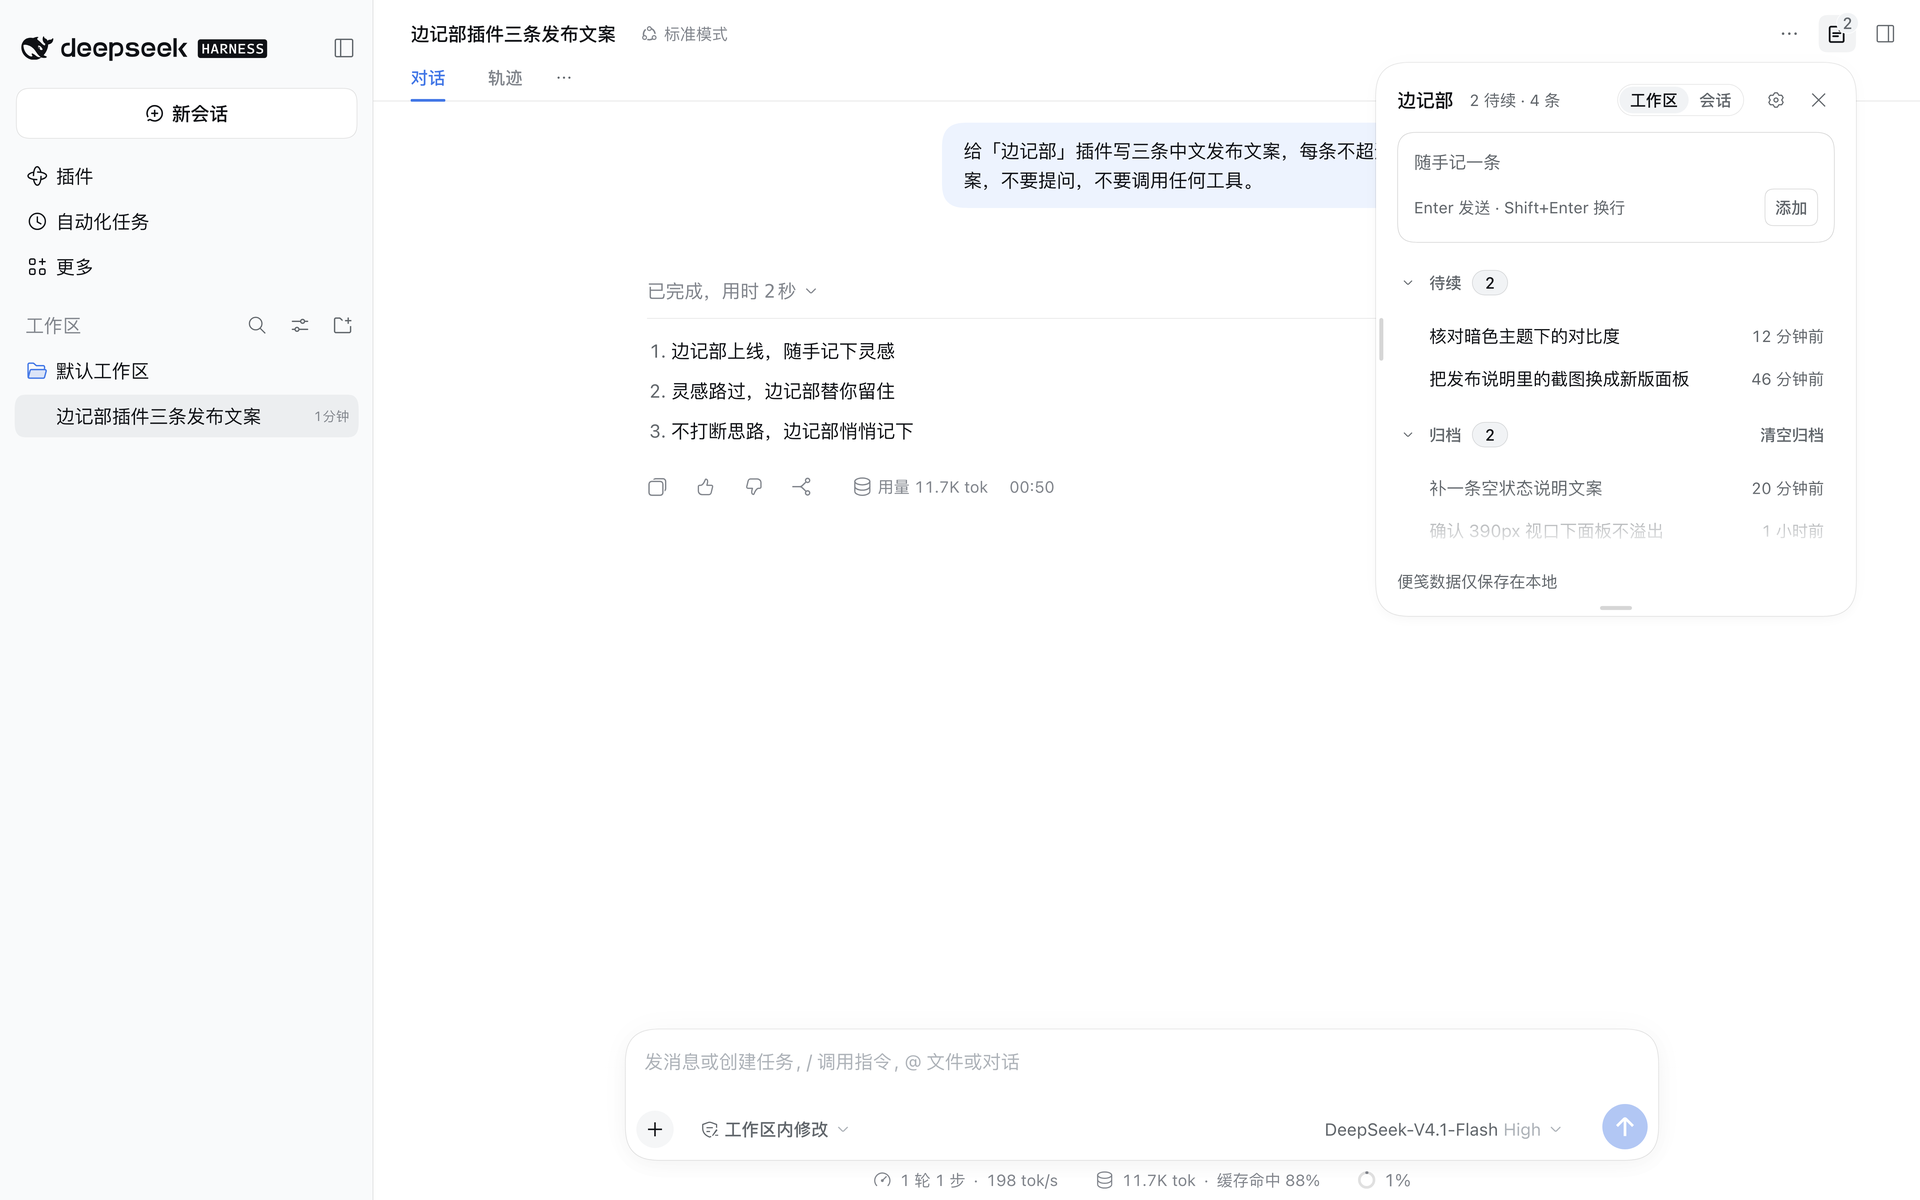 deepseek HARNESS
新会话
插件
自动化任务
更多
工作区
默认工作区
边记部插件三条发布文案 1分钟
边记部插件三条发布文案 标准模式
对话 轨迹 ···
给「边记部」插件写三条中文发布文案，每条不超
案，不要提问，不要调用任何工具。
已完成，用时 2 秒
1. 边记部上线，随手记下灵感
2. 灵感路过，边记部替你留住
3. 不打断思路，边记部悄悄记下
用量 11.7K tok 00:50
2
边记部 2 待续 · 4 条 工作区 会话
随手记一条
Enter 发送 · Shift+Enter 换行 添加
待续 2
核对暗色主题下的对比度 12 分钟前
把发布说明里的截图换成新版面板 46 分钟前
归档 2 清空归档
补一条空状态说明文案 20 分钟前
确认 390px 视口下面板不溢出 1 小时前
便笺数据仅保存在本地
发消息或创建任务, / 调用指令, @ 文件或对话
工作区内修改 DeepSeek-V4.1-Flash High
1 轮 1 步 · 198 tok/s 11.7K tok · 缓存命中 88% 1%